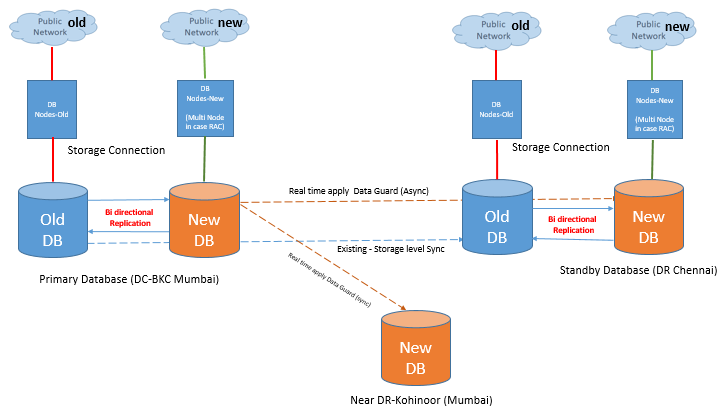 Public old
Network
Public new
Network
Public old
Network
Public new
Network
DB
Nodes-Old
DB
Nodes-New
(Multi Node
in case RAC)
DB
Nodes-Old
DB
Nodes-New
(Multi Node
in case RAC)
Storage Connection
Storage Connection
Old
DB
Bi directional
Replication
New
DB
Real time apply Data Guard (Async)
Old
DB
Bi directional
Replication
New
DB
Existing - Storage level Sync
Primary Database (DC-BKC Mumbai)
Real time apply Data Guard (sync)
Standby Database (DR Chennai)
New
DB
Near DR-Kohinoor (Mumbai)